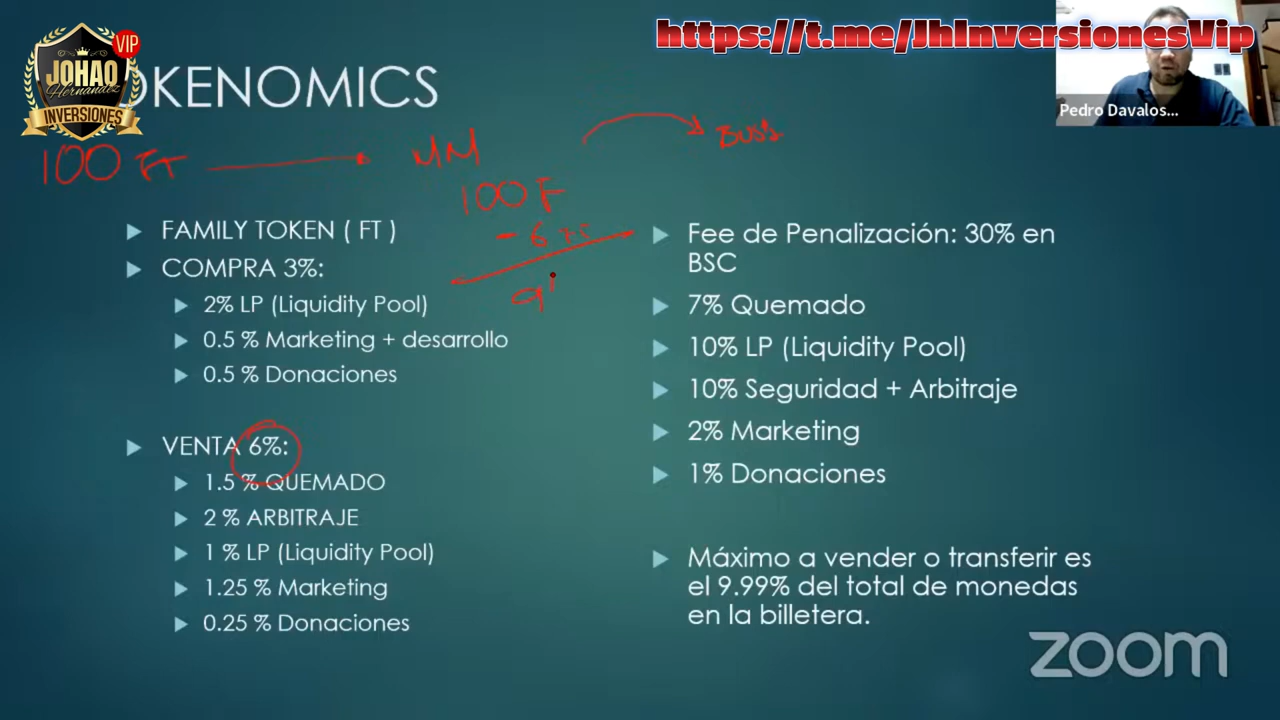 https://t.me/JhInversionesVip
VIP
JOHAO
Hernandez
INVERSIONES
OKENOMICS
Pedro Davalos...
100 FT
MM
BUSD
100 F
- 6
FAMILY TOKEN ( FT )
COMPRA 3%:
2% LP (Liquidity Pool)
0.5 % Marketing + desarrollo
0.5 % Donaciones
VENTA 6%:
1.5 % QUEMADO
2 % ARBITRAJE
1 % LP (Liquidity Pool)
1.25 % Marketing
0.25 % Donaciones
Fee de Penalización: 30% en
BSC
7% Quemado
10% LP (Liquidity Pool)
10% Seguridad + Arbitraje
2% Marketing
1% Donaciones
Máximo a vender o transferir es
el 9.99% del total de monedas
en la billetera.
zoom